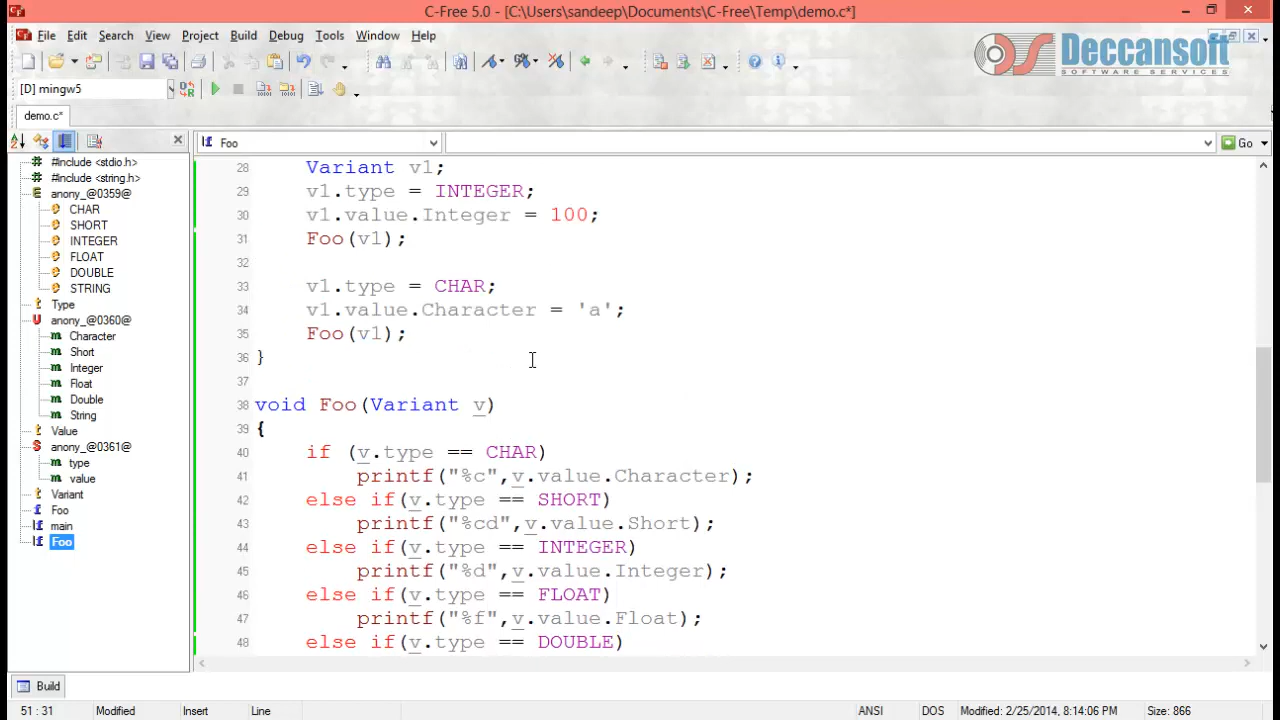 C-Free 5.0 - [C:\Users\sandeep\Documents\C-Free\Temp\demo.c*]
File Edit Search View Project Build Debug Tools Window Help
Deccansoft
SOFTWARE SERVICES
[D] mingw5
demo.c*
Foo
Go
#include <stdio.h>
#include <string.h>
anony_@0359@
CHAR
SHORT
INTEGER
FLOAT
DOUBLE
STRING
Type
anony_@0360@
Character
Short
Integer
Float
Double
String
Value
anony_@0361@
type
value
Variant
Foo
main
Foo
28 Variant v1;
29 v1.type = INTEGER;
30 v1.value.Integer = 100;
31 Foo(v1);
32
33 v1.type = CHAR;
34 v1.value.Character = 'a';
35 Foo(v1);
36 }
37
38 void Foo(Variant v)
39 {
40 if (v.type == CHAR)
41 printf("%c",v.value.Character);
42 else if(v.type == SHORT)
43 printf("%cd",v.value.Short);
44 else if(v.type == INTEGER)
45 printf("%d",v.value.Integer);
46 else if(v.type == FLOAT)
47 printf("%f",v.value.Float);
48 else if(v.type == DOUBLE)
Build
51 : 31 Modified Insert Line ANSI DOS Modified: 2/25/2014, 8:14:06 PM Size: 866